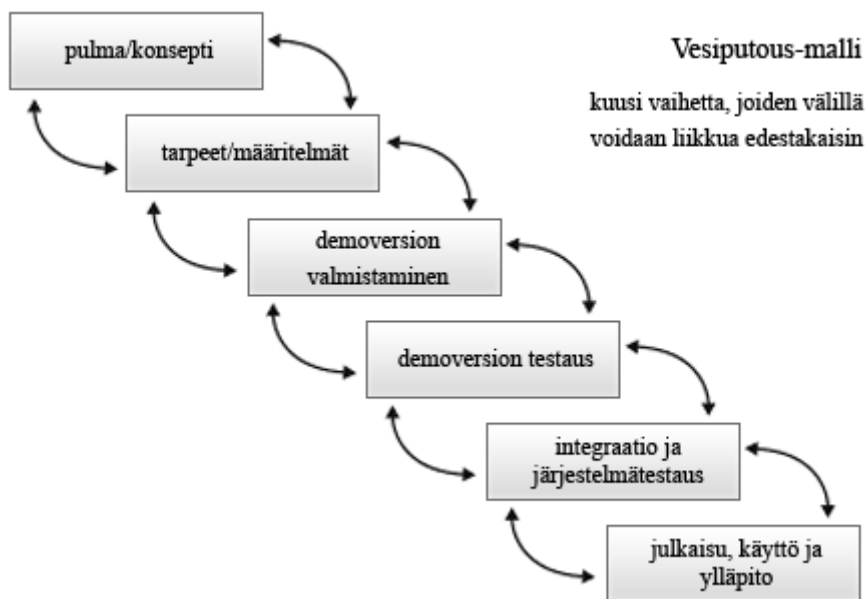 pulma/konsepti
Vesiputous-malli
kuusi vaihetta, joiden välillä
voidaan liikkua edestakaisin
tarpeet/määritelmät
demoversion
valmistaminen
demoversion testaus
integraatio ja
järjestelmätestaus
julkaisu, käyttö ja
ylläpito